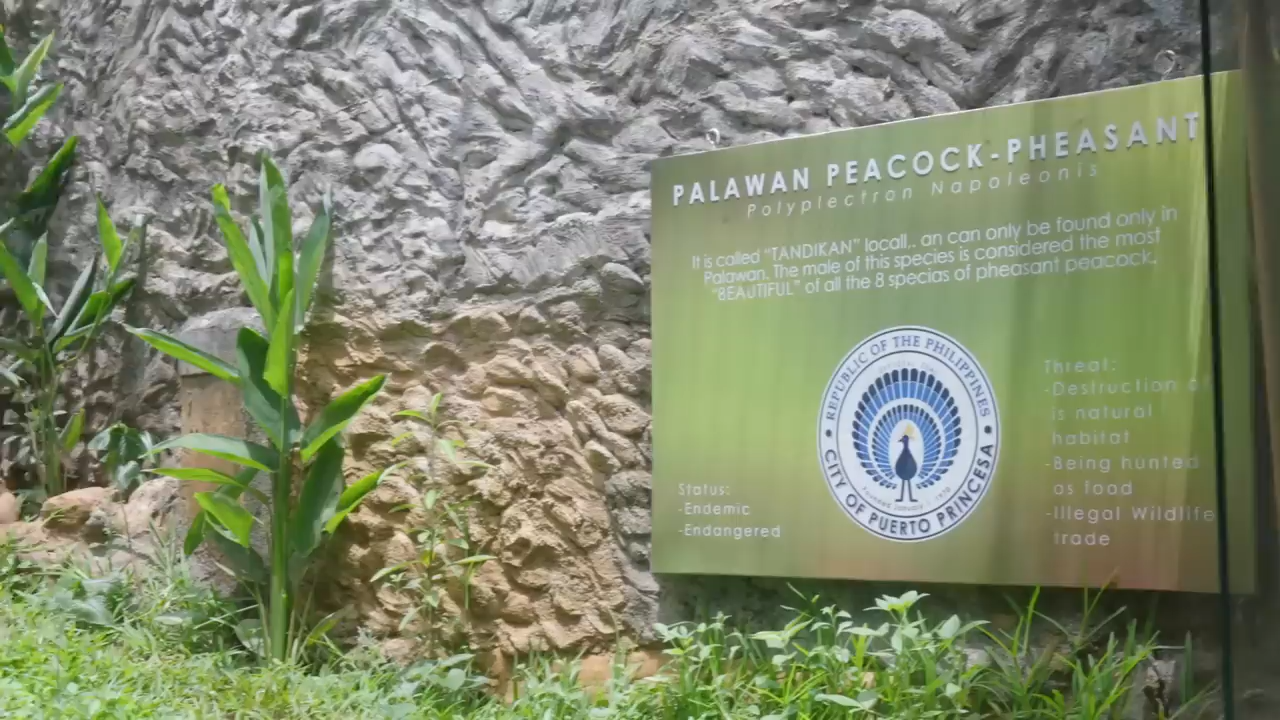 PALAWAN PEACOCK-PHEASANT
Polyplectron Napoleonis
It is called “TANDIKAN” locall,. an can only be found only in
Palawan. The male of this species is considered the most
“BEAUTIFUL” of all the 8 specias of pheasant peacock.
REPUBLIC OF THE PHILIPPINES
CITY OF PUERTO PRINCESA
Status:
-Endemic
-Endangered
Threat:
-Destruction
is natural
habitat
-Being hunted
as food
-Illegal Wildlife
trade